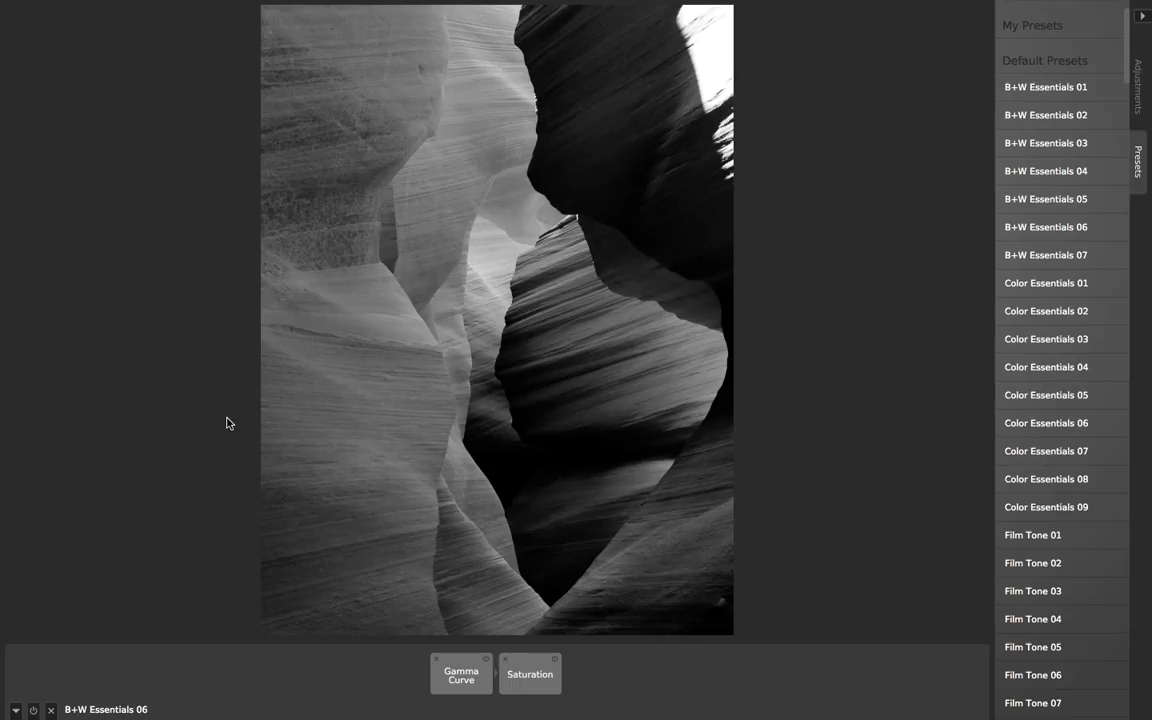 My Presets
Default Presets
B+W Essentials 01
B+W Essentials 02
B+W Essentials 03
B+W Essentials 04
B+W Essentials 05
B+W Essentials 06
B+W Essentials 07
Color Essentials 01
Color Essentials 02
Color Essentials 03
Color Essentials 04
Color Essentials 05
Color Essentials 06
Color Essentials 07
Color Essentials 08
Color Essentials 09
Film Tone 01
Film Tone 02
Film Tone 03
Film Tone 04
Film Tone 05
Film Tone 06
Film Tone 07
Adjustments
Presets
Gamma
Curve
Saturation
B+W Essentials 06